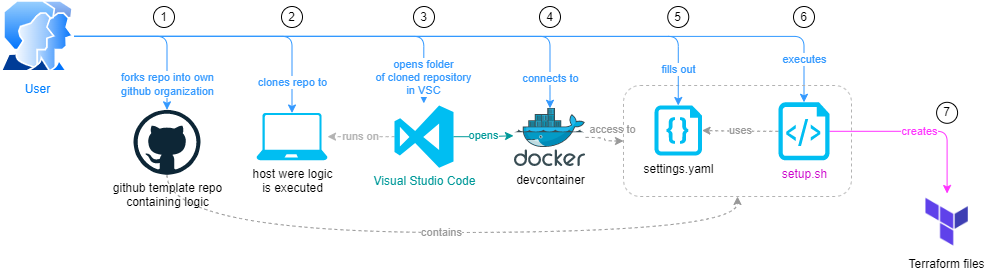 1
2
3
4
5
6
User
forks repo into own
github organization
clones repo to
opens folder
of cloned repository
in VSC
connects to
fills out
executes
7
runs on
opens
access to
uses
creates
docker
github template repo
containing logic
host were logic
is executed
Visual Studio Code
devcontainer
settings.yaml
setup.sh
contains
Terraform files